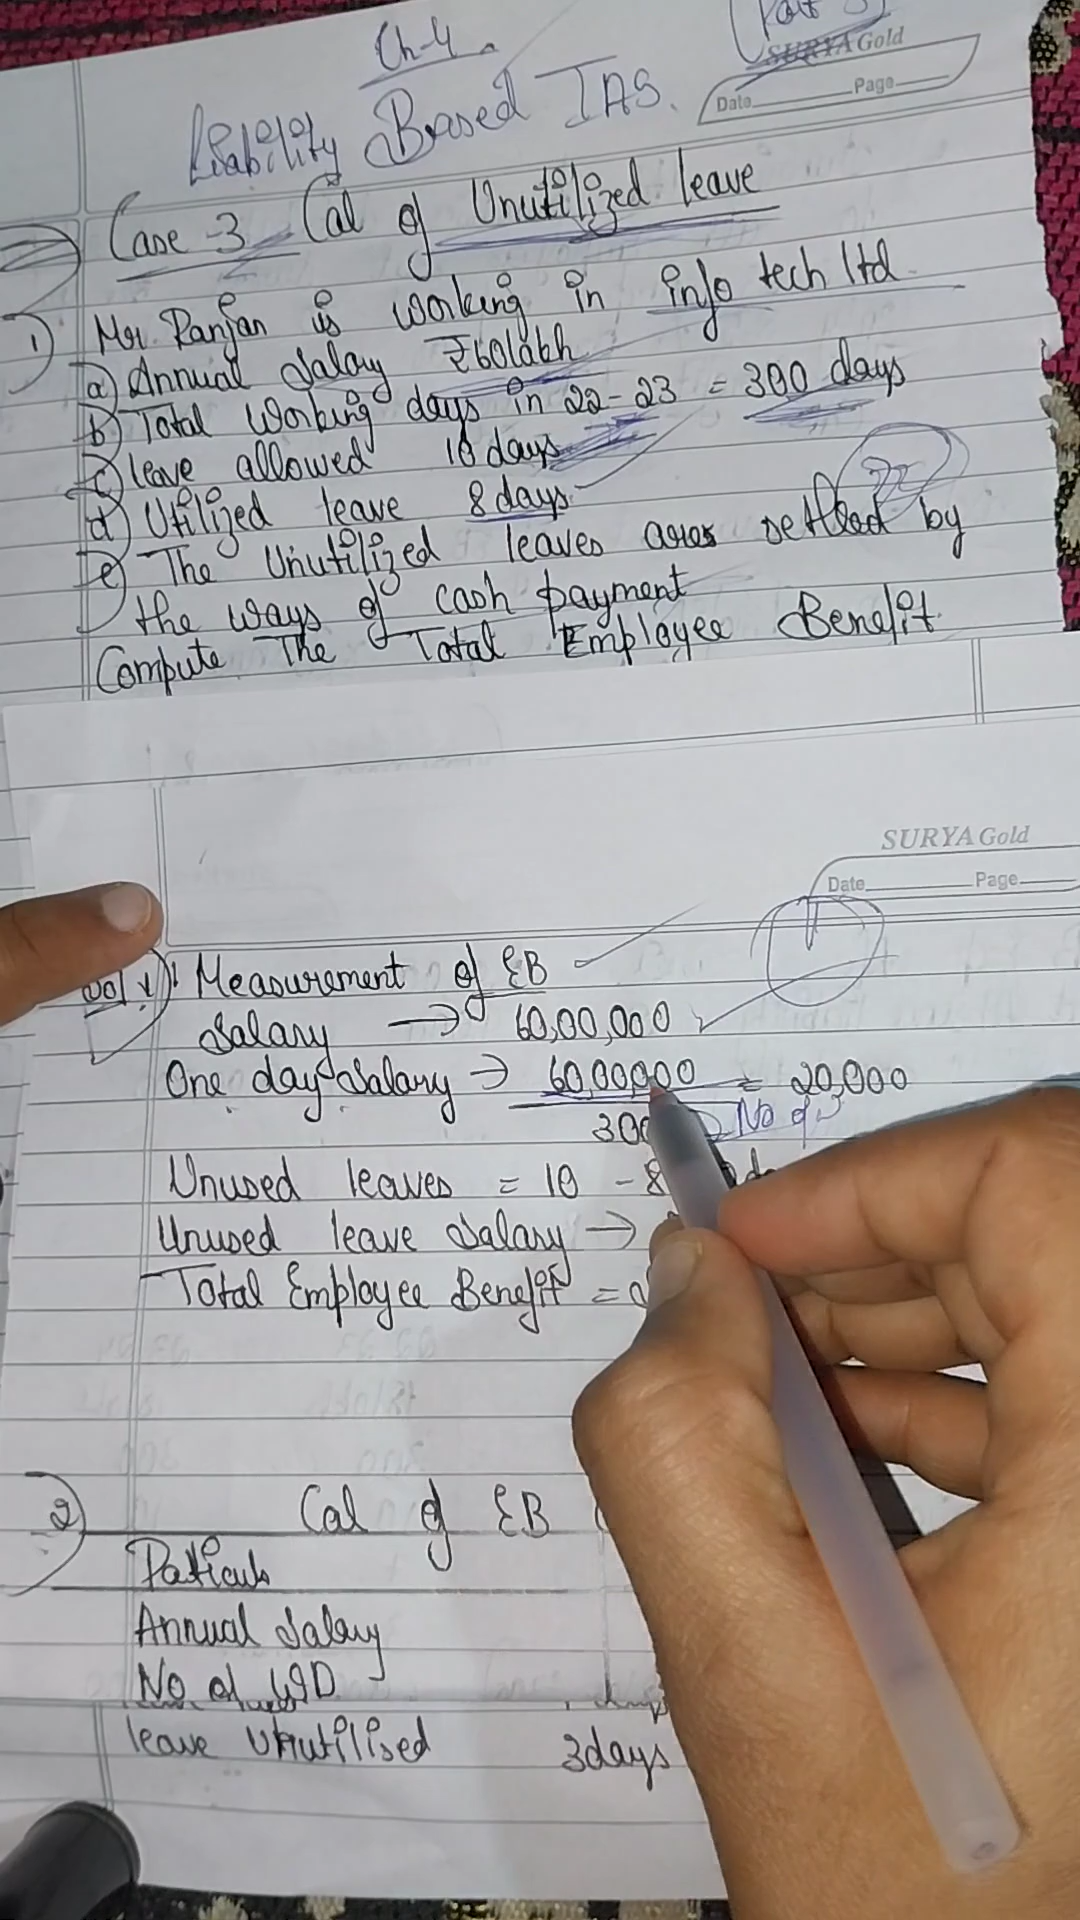 Ch-4
SURYA Gold
Date Page
Liability Based IAS.
Case -3 Cal of Unutilized leave
1) Mr. Ranjan is working in info tech ltd
a) Annual Salary ₹60lakh
b) Total Working days in 22-23 = 300 days
c) leave allowed 10 days
d) Utilized leave 8 days
e) The Unutilized leaves ares settled by
the ways of cash payment
Compute The Total Employee Benefit
SURYA Gold
Date Page
Sol 1) Measurement of EB
Salary → 60,00,000
One day Salary → 60,00,000 = 20,000
300 No of
Unused leaves = 10 - 8
Unused leave Salary →
Total Employee Benefit =
2) Cal of EB
Annual Salary
No of WD
leave Unutilised 3days